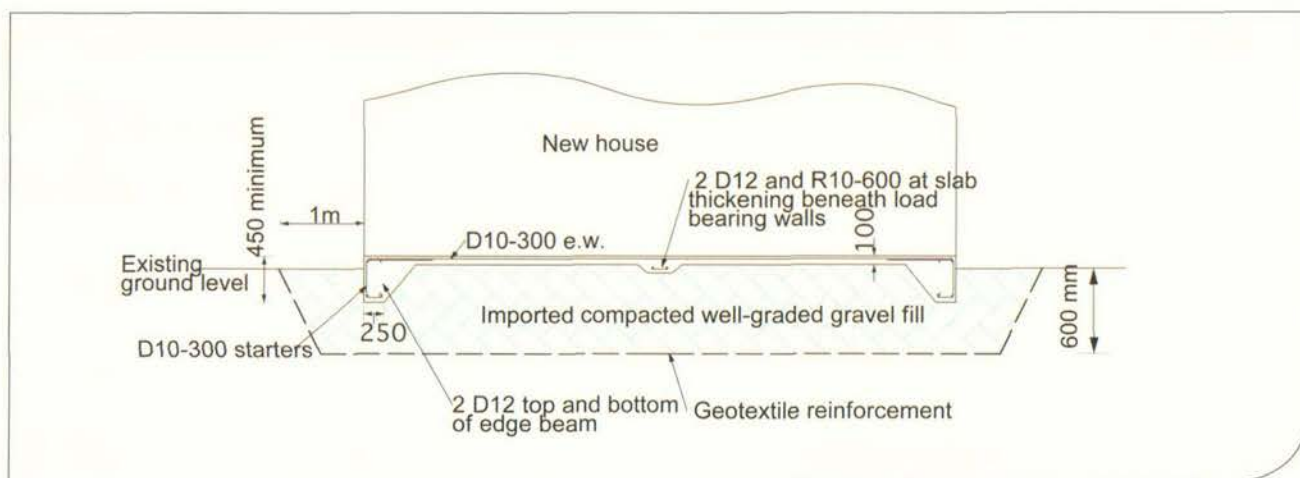 New house
2 D12 and R10-600 at slab
thickening beneath load
bearing walls
450 minimum
1m
100
D10-300 e.w.
Existing
ground level
600 mm
Imported compacted well-graded gravel fill
250
D10-300 starters
2 D12 top and bottom
of edge beam
Geotextile reinforcement